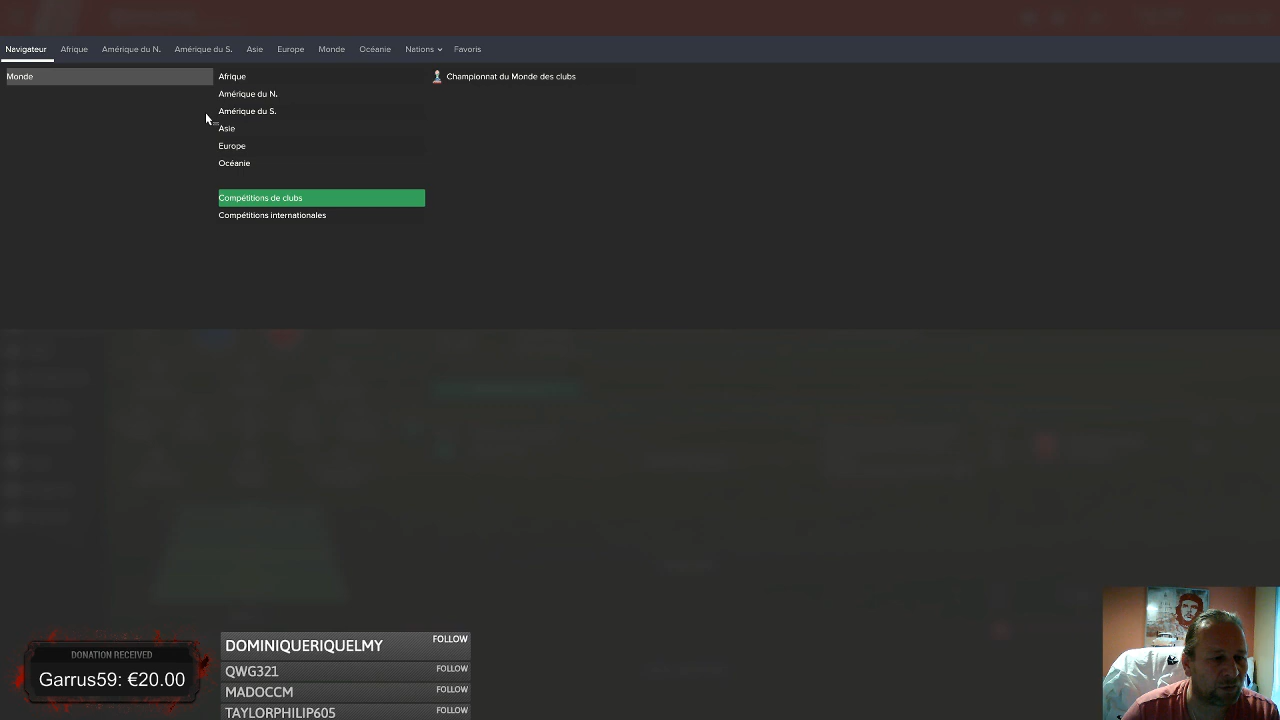 Navigateur Afrique Amérique du N. Amérique du S. Asie Europe Monde Océanie Nations Favoris
Monde
Afrique
Amérique du N.
Amérique du S.
Asie
Europe
Océanie
Compétitions de clubs
Compétitions internationales
Championnat du Monde des clubs
DONATION RECEIVED
Garrus59: €20.00
DOMINIQUERIQUELMY FOLLOW
QWG321 FOLLOW
MADOCCM FOLLOW
TAYLORPHILIP605 FOLLOW